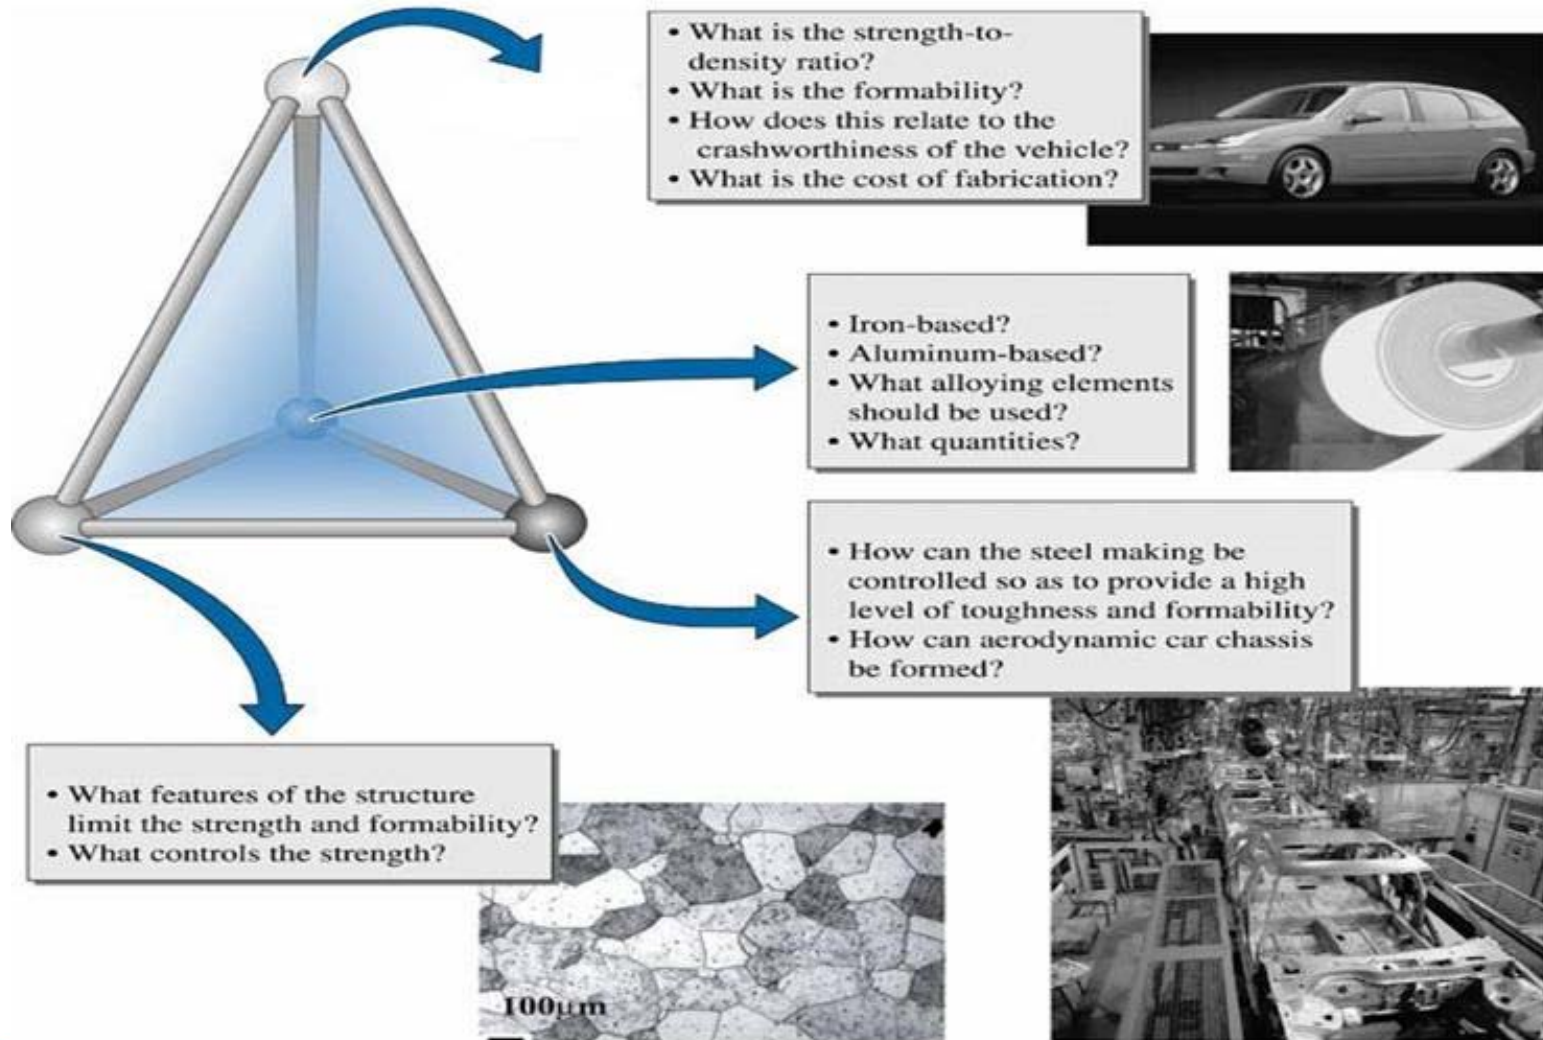 • What is the strength-to-
density ratio?
• What is the formability?
• How does this relate to the
crashworthiness of the vehicle?
• What is the cost of fabrication?
• Iron-based?
• Aluminum-based?
• What alloying elements
should be used?
• What quantities?
• How can the steel making be
controlled so as to provide a high
level of toughness and formability?
• How can aerodynamic car chassis
be formed?
• What features of the structure
limit the strength and formability?
• What controls the strength?
100μm